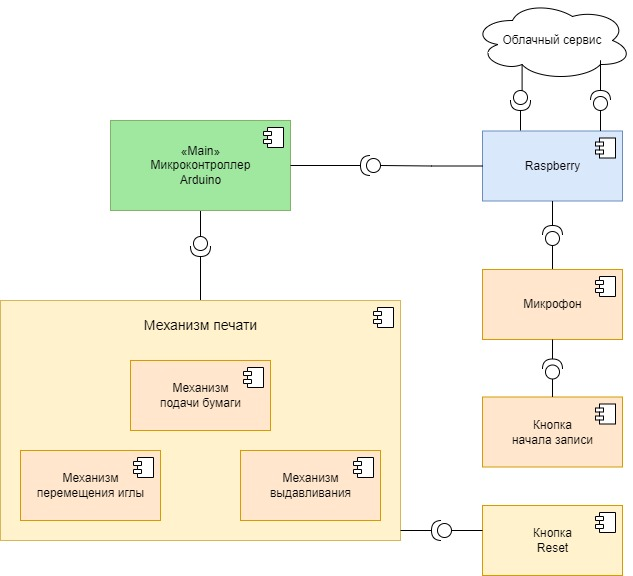 Облачный сервис
«Main»
Микроконтроллер
Arduino
Raspberry
Микрофон
Механизм печати
Механизм
подачи бумаги
Кнопка
начала записи
Механизм
перемещения иглы
Механизм
выдавливания
Кнопка
Reset